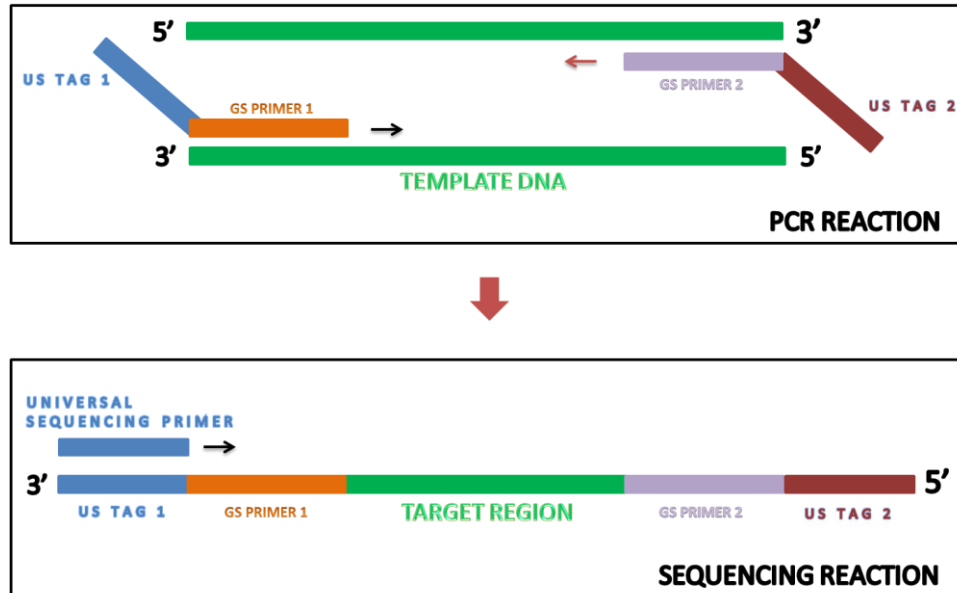 5’
3’
US TAG 1
GS PRIMER 2
US TAG 2
GS PRIMER 1
3’
5’
TEMPLATE DNA
PCR REACTION
UNIVERSAL
SEQUENCING PRIMER
3’
5’
US TAG 1
GS PRIMER 1
TARGET REGION
GS PRIMER 2
US TAG 2
SEQUENCING REACTION